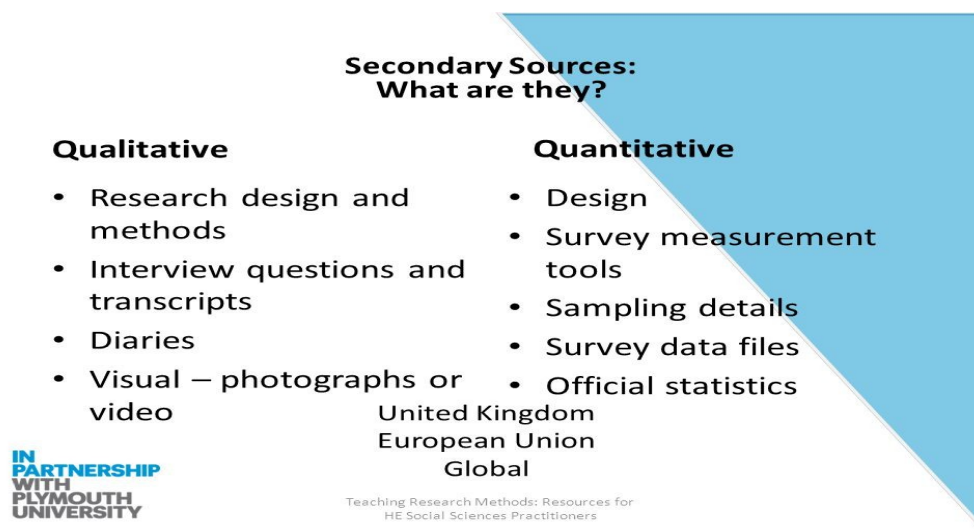 Secondary Sources:
What are they?
Qualitative
• Research design and
methods
• Interview questions and
transcripts
• Diaries
• Visual – photographs or
video
Quantitative
• Design
• Survey measurement
tools
• Sampling details
• Survey data files
• Official statistics
United Kingdom
European Union
Global
IN
PARTNERSHIP
WITH
PLYMOUTH
UNIVERSITY
Teaching Research Methods: Resources for
HE Social Sciences Practitioners